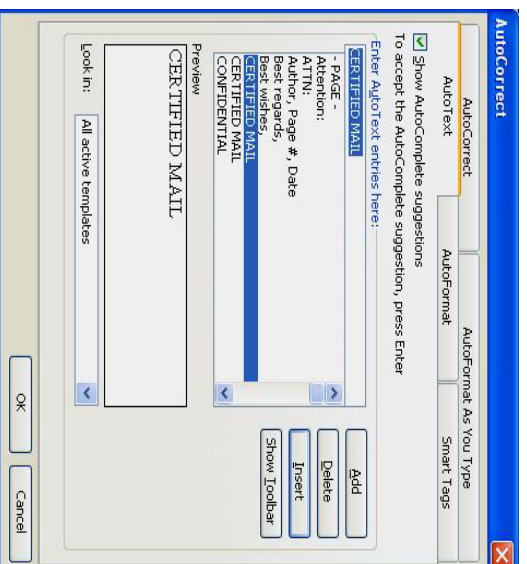 AutoCorrect
AutoCorrect AutoFormat As You Type
AutoText AutoFormat Smart Tags
Show AutoComplete suggestions
To accept the AutoComplete suggestion, press Enter
Enter AutoText entries here:
CERTIFIED MAIL
- PAGE -
Attention:
ATTN:
Author, Page #, Date
Best regards,
Best wishes,
CERTIFIED MAIL
CERTIFIED MAIL
CONFIDENTIAL
Add
Delete
Insert
Show Toolbar
Preview
CERTIFIED MAIL
Look in: All active templates
OK Cancel